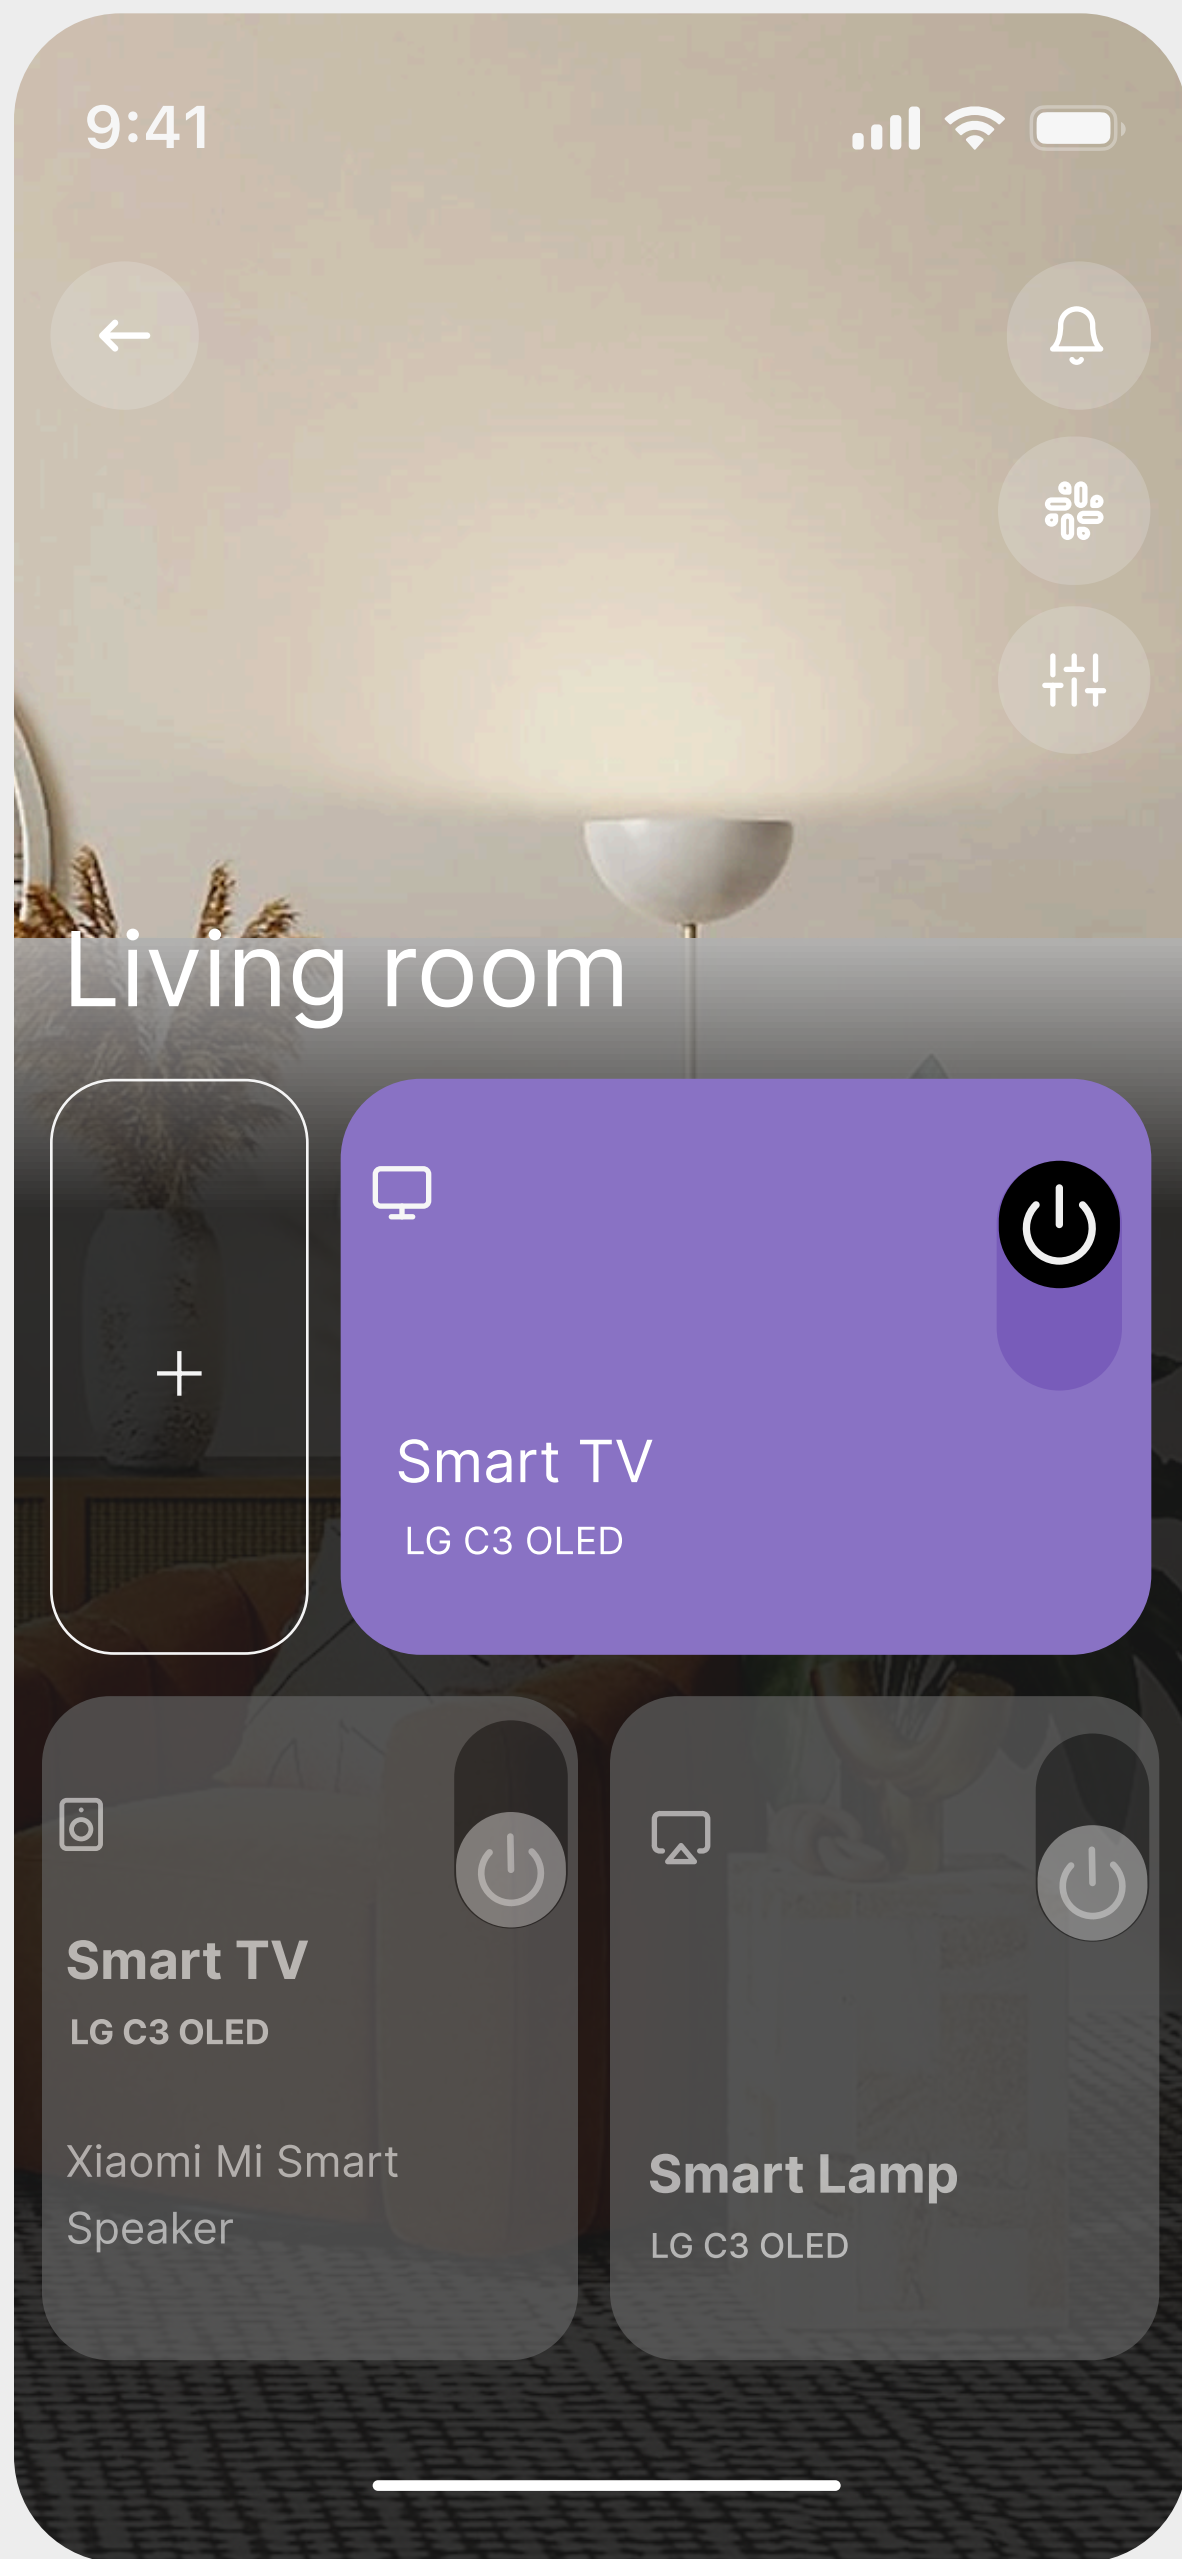 9:41
Living room
Smart TV
LG C3 OLED
Smart TV
LG C3 OLED
Xiaomi Mi Smart
Speaker
Smart Lamp
LG C3 OLED